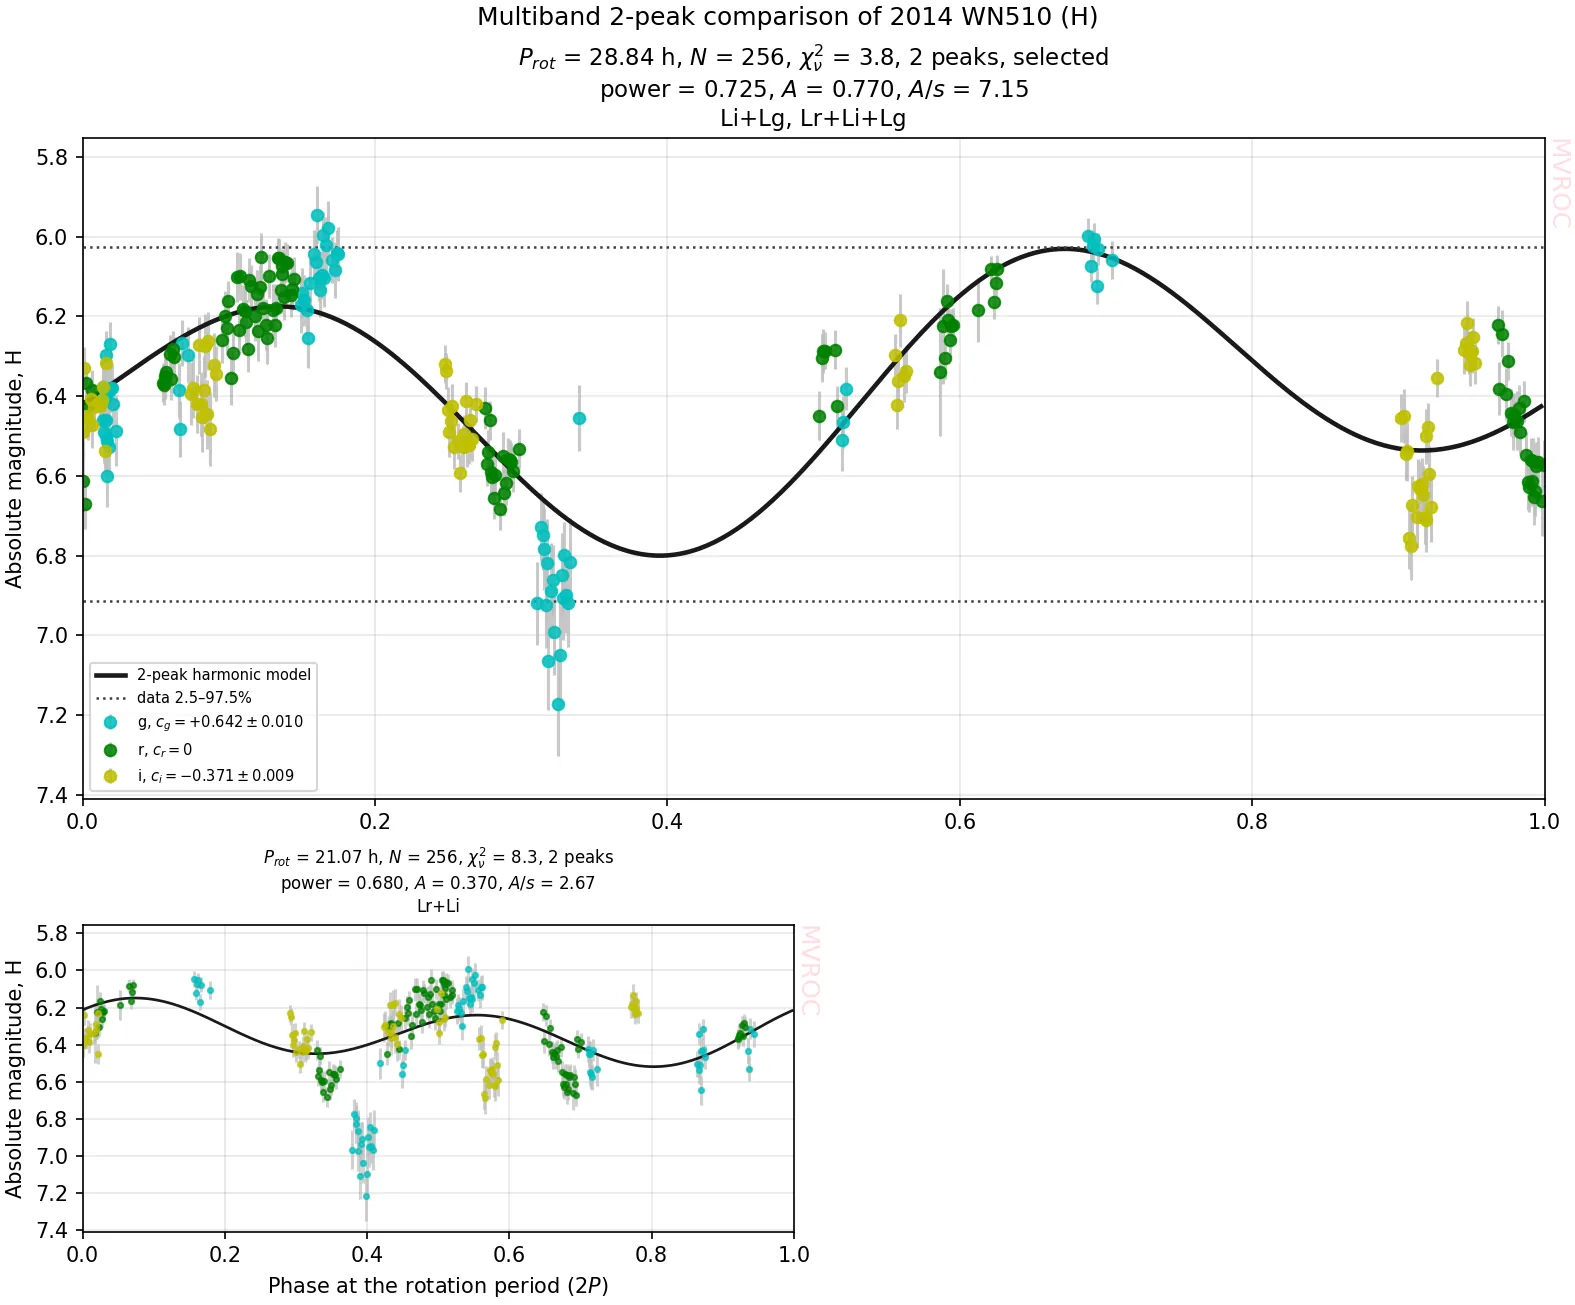 Multiband 2-peak comparison of 2014 WN510 (H)
P_rot = 28.84 h, N = 256, χ²_ν = 3.8, 2 peaks, selected
power = 0.725, A = 0.770, A/s = 7.15
Li+Lg, Lr+Li+Lg
MVROC
Absolute magnitude, H
5.8
6.0
6.2
6.4
6.6
6.8
7.0
7.2
7.4
2-peak harmonic model
data 2.5–97.5%
g, c_g = +0.642 ± 0.010
r, c_r = 0
i, c_i = −0.371 ± 0.009
0.0 0.2 0.4 0.6 0.8 1.0
P_rot = 21.07 h, N = 256, χ²_ν = 8.3, 2 peaks
power = 0.680, A = 0.370, A/s = 2.67
Lr+Li
MVROC
Absolute magnitude, H
5.8
6.0
6.2
6.4
6.6
6.8
7.0
7.2
7.4
0.0 0.2 0.4 0.6 0.8 1.0
Phase at the rotation period (2P)